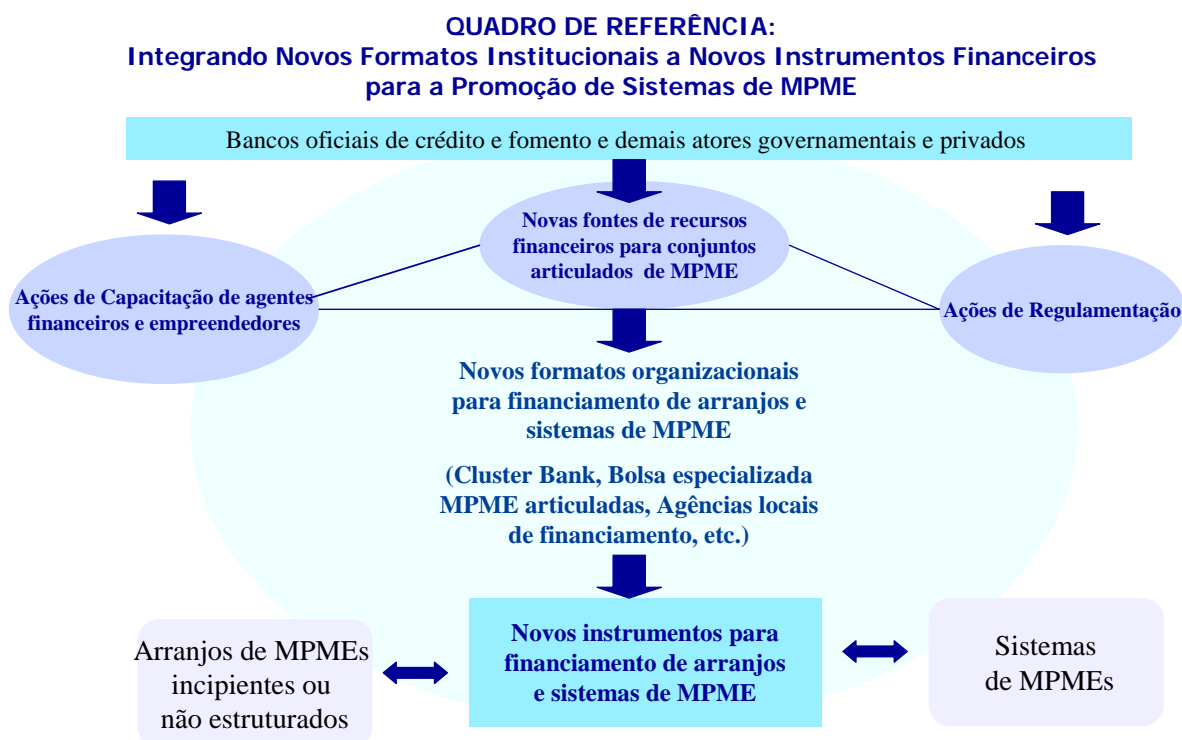 QUADRO DE REFERÊNCIA:
Integrando Novos Formatos Institucionais a Novos Instrumentos Financeiros
para a Promoção de Sistemas de MPME
Bancos oficiais de crédito e fomento e demais atores governamentais e privados
Novas fontes de recursos
financeiros para conjuntos
articulados de MPME
Ações de Capacitação de agentes
financeiros e empreendedores
Ações de Regulamentação
Novos formatos organizacionais
para financiamento de arranjos e
sistemas de MPME
(Cluster Bank, Bolsa especializada
MPME articuladas, Agências locais
de financiamento, etc.)
Arranjos de MPMEs
incipientes ou
não estruturados
Novos instrumentos para
financiamento de arranjos
e sistemas de MPME
Sistemas
de MPMEs